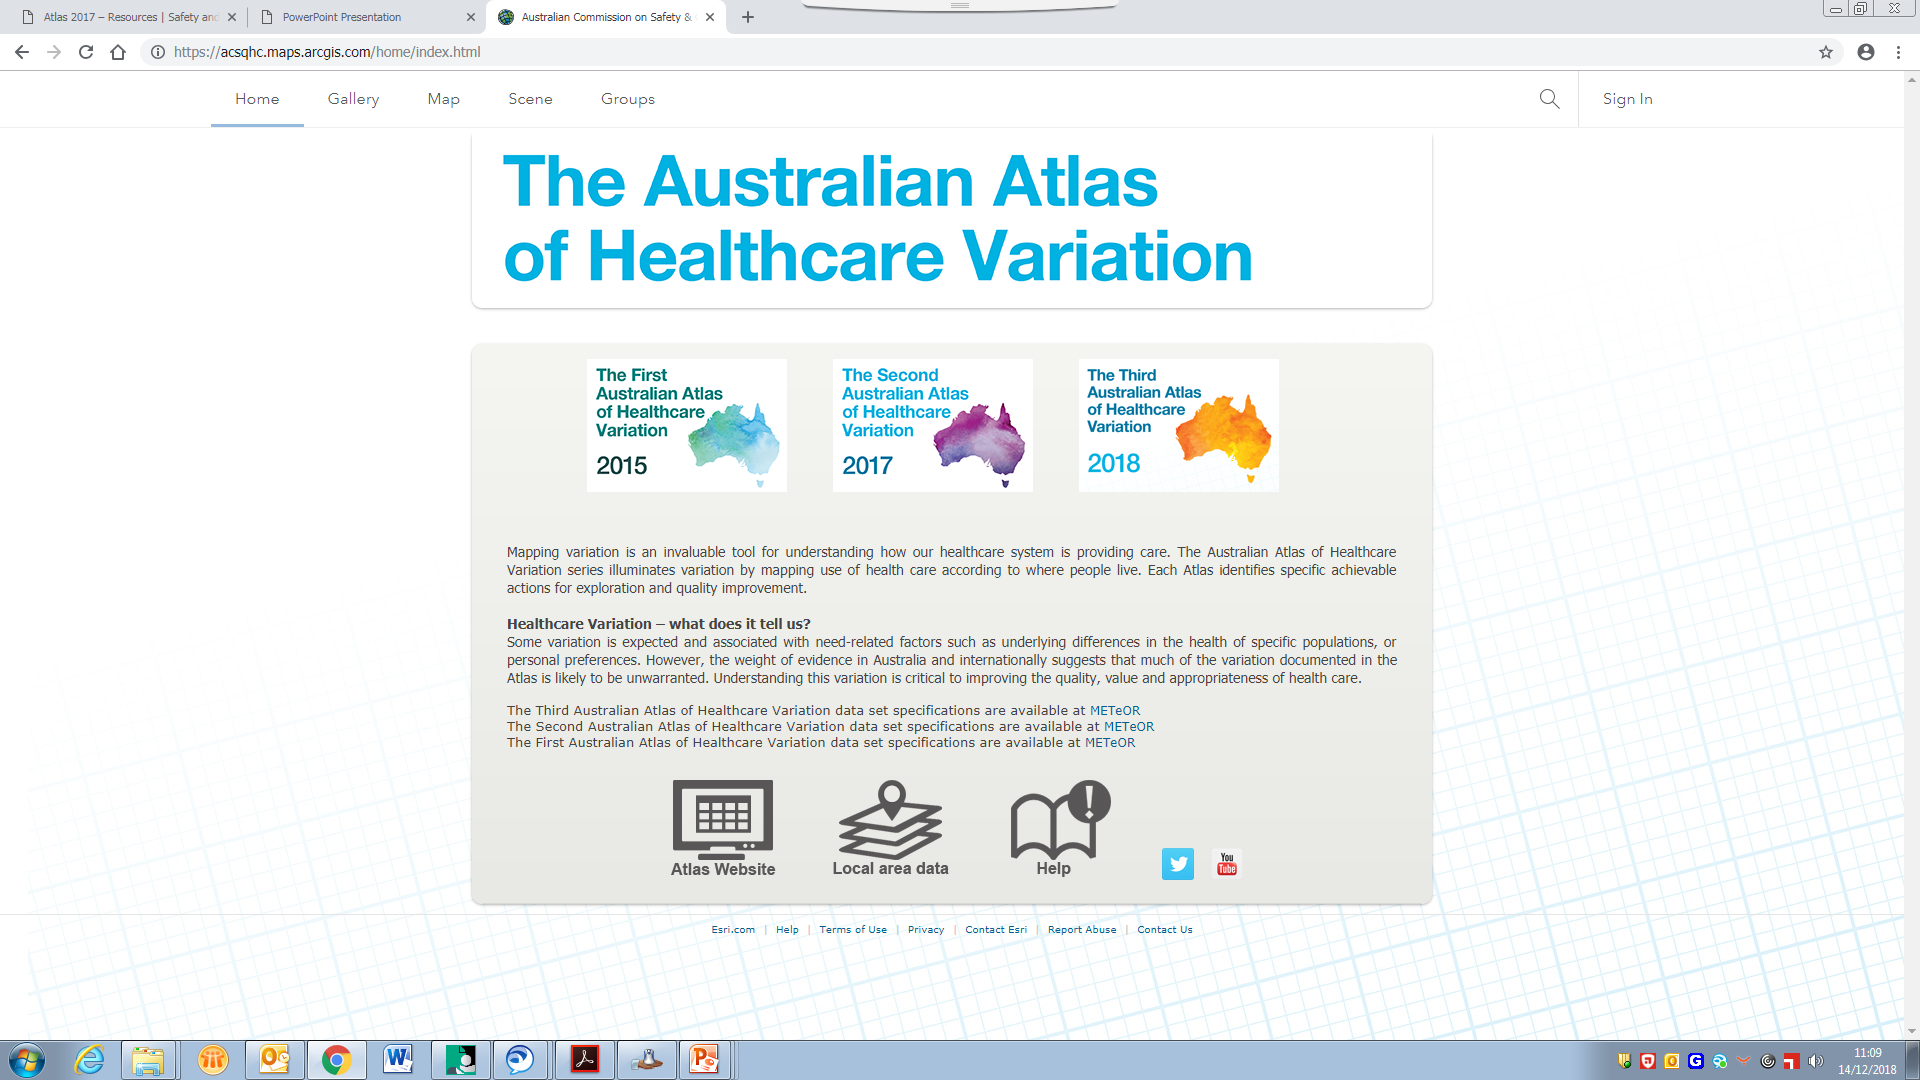 Atlas 2017 – Resources | Safety and
PowerPoint Presentation
Australian Commission on Safety &
https://acsqhc.maps.arcgis.com/home/index.html
Home
Gallery
Map
Scene
Groups
Sign In
The Australian Atlas
of Healthcare Variation
The First
Australian Atlas
of Healthcare
Variation
2015
The Second
Australian Atlas
of Healthcare
Variation
2017
The Third
Australian Atlas
of Healthcare
Variation
2018
Mapping variation is an invaluable tool for understanding how our healthcare system is providing care. The Australian Atlas of Healthcare
Variation series illuminates variation by mapping use of health care according to where people live. Each Atlas identifies specific achievable
actions for exploration and quality improvement.
Healthcare Variation – what does it tell us?
Some variation is expected and associated with need-related factors such as underlying differences in the health of specific populations, or
personal preferences. However, the weight of evidence in Australia and internationally suggests that much of the variation documented in the
Atlas is likely to be unwarranted. Understanding this variation is critical to improving the quality, value and appropriateness of health care.
The Third Australian Atlas of Healthcare Variation data set specifications are available at METeOR
The Second Australian Atlas of Healthcare Variation data set specifications are available at METeOR
The First Australian Atlas of Healthcare Variation data set specifications are available at METeOR
Atlas Website
Local area data
Help
You
Tube
Esri.com | Help | Terms of Use | Privacy | Contact Esri | Report Abuse | Contact Us
11:09
14/12/2018